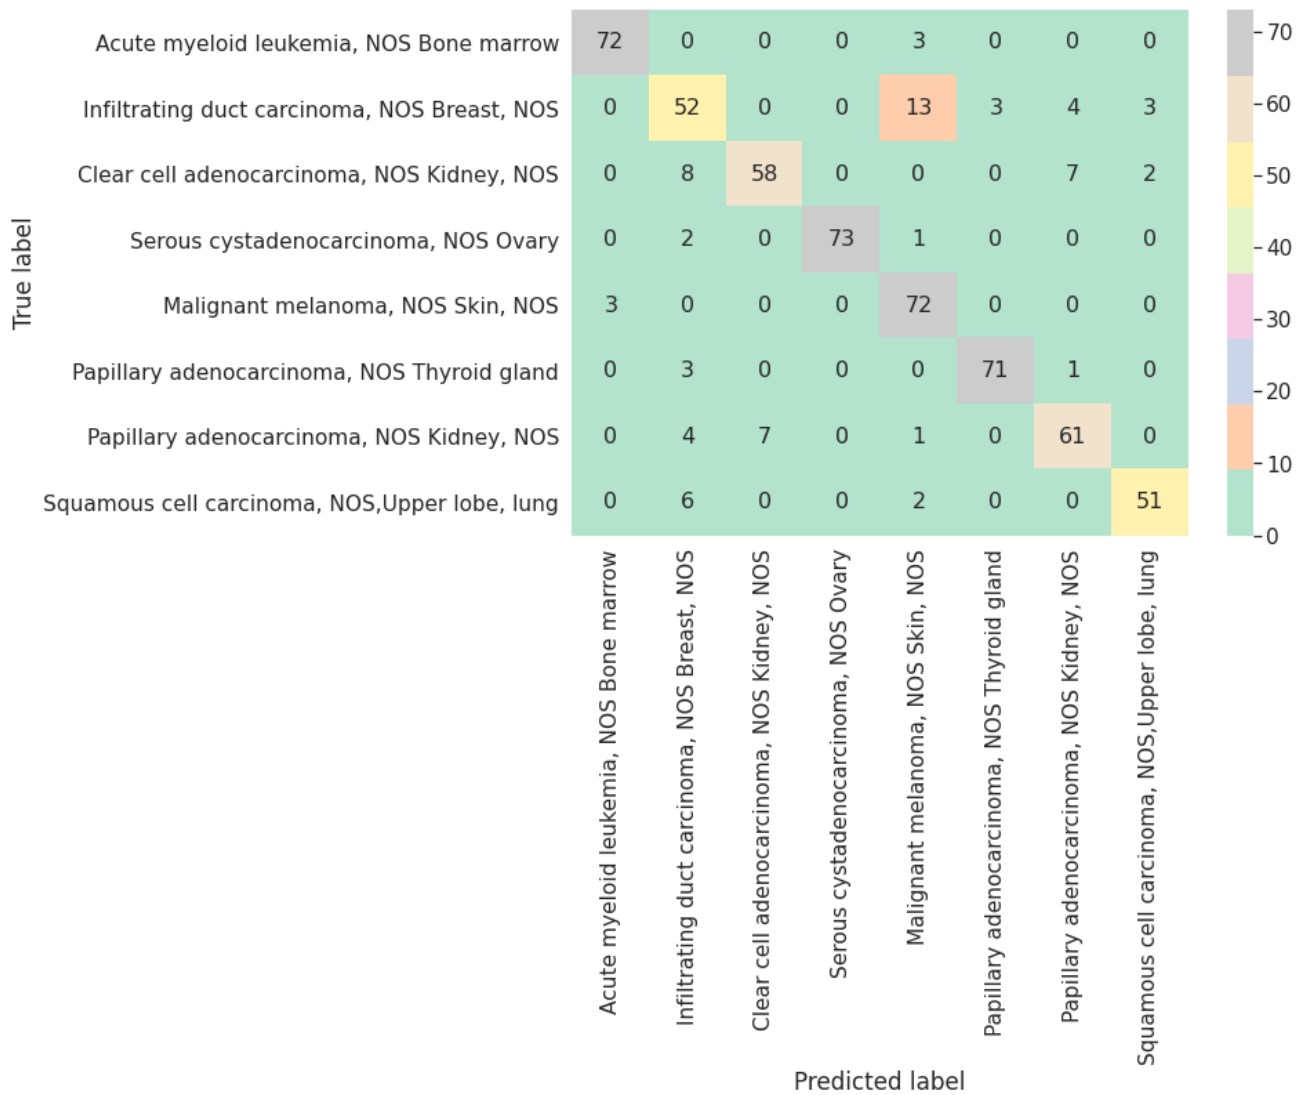 Acute myeloid leukemia, NOS Bone marrow 72 0 0 0 3 0 0 0
Infiltrating duct carcinoma, NOS Breast, NOS 0 52 0 0 13 3 4 3
Clear cell adenocarcinoma, NOS Kidney, NOS 0 8 58 0 0 0 7 2
Serous cystadenocarcinoma, NOS Ovary 0 2 0 73 1 0 0 0
Malignant melanoma, NOS Skin, NOS 3 0 0 0 72 0 0 0
Papillary adenocarcinoma, NOS Thyroid gland 0 3 0 0 0 71 1 0
Papillary adenocarcinoma, NOS Kidney, NOS 0 4 7 0 1 0 61 0
Squamous cell carcinoma, NOS,Upper lobe, lung 0 6 0 0 2 0 0 51
True label
70
60
50
40
30
20
10
0
Acute myeloid leukemia, NOS Bone marrow
Infiltrating duct carcinoma, NOS Breast, NOS
Clear cell adenocarcinoma, NOS Kidney, NOS
Serous cystadenocarcinoma, NOS Ovary
Malignant melanoma, NOS Skin, NOS
Papillary adenocarcinoma, NOS Thyroid gland
Papillary adenocarcinoma, NOS Kidney, NOS
Squamous cell carcinoma, NOS,Upper lobe, lung
Predicted label